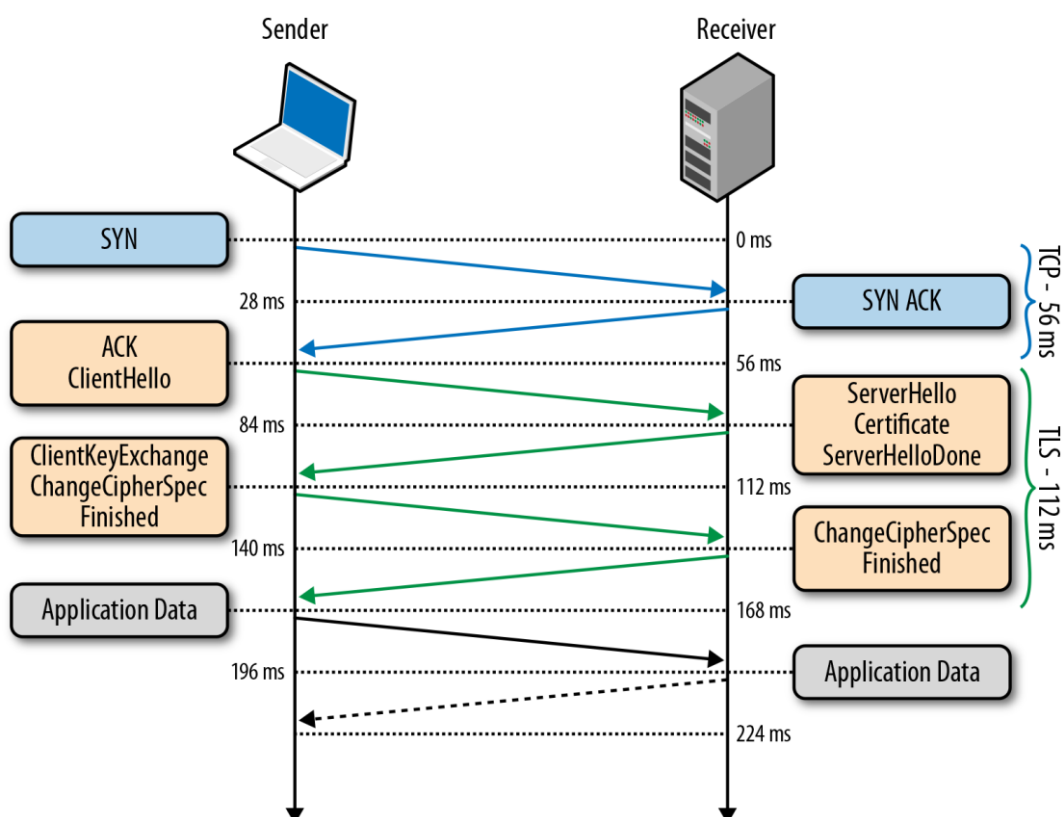 Sender
Receiver
SYN
0 ms
28 ms
SYN ACK
TCP - 56 ms
ACK
ClientHello
56 ms
ServerHello
Certificate
ServerHelloDone
84 ms
ClientKeyExchange
ChangeCipherSpec
Finished
112 ms
TLS - 112 ms
140 ms
ChangeCipherSpec
Finished
Application Data
168 ms
196 ms
Application Data
224 ms